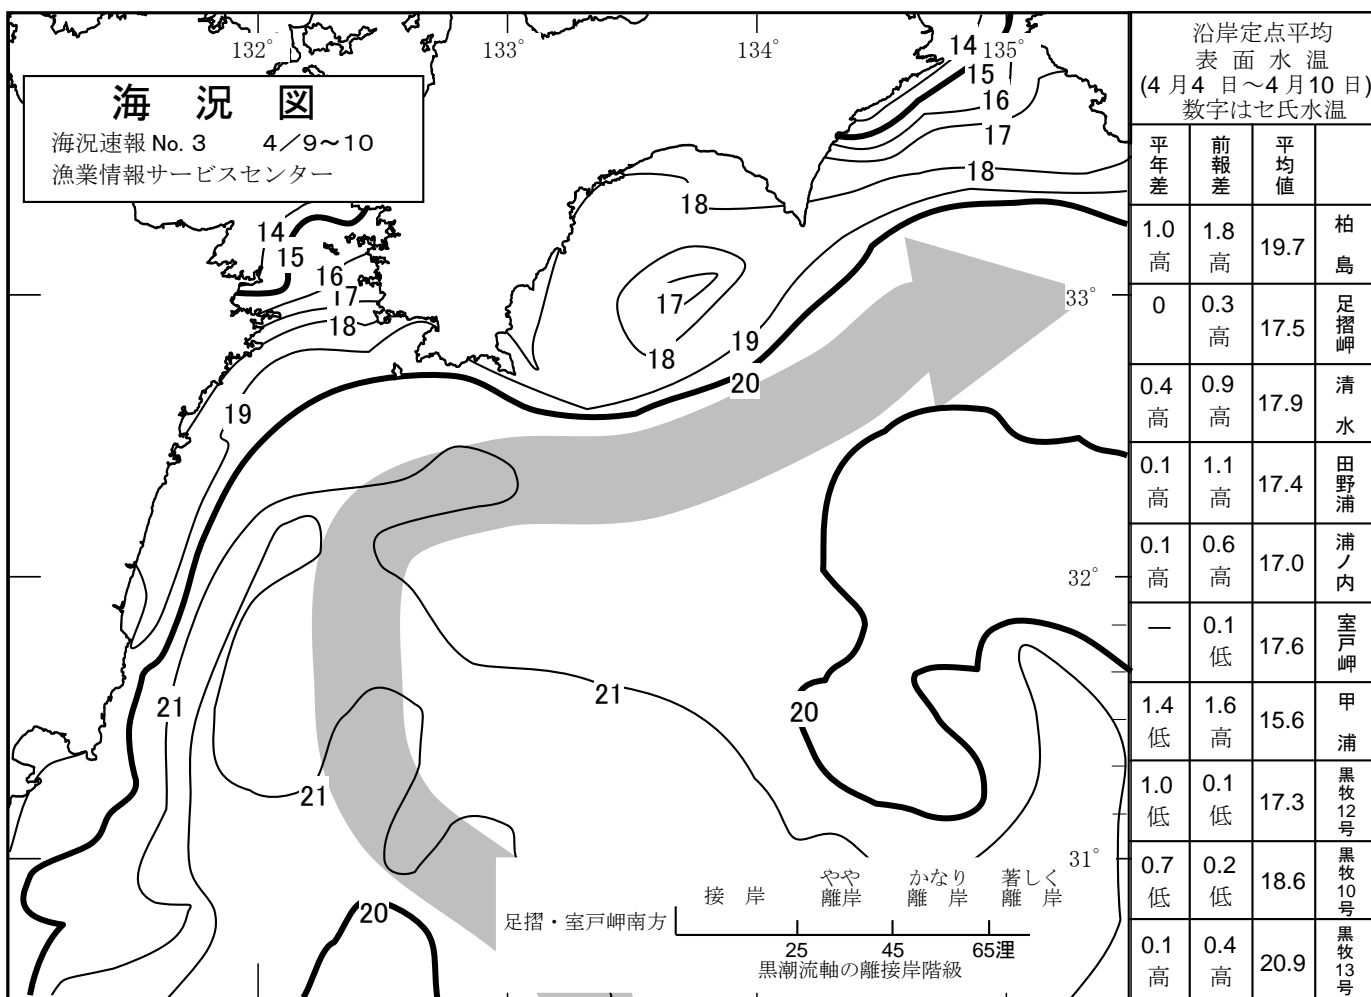 海 況 図
海況速報 No. 3 4/9~10
漁業情報サービスセンター
132°
133°
134°
135°
14
15
16
17
18
18
14
15
16
17
18
17
18
19
19
20
33°
32°
21
21
21
20
20
31°
接 岸
やや
離岸
かなり
離 岸
著しく
離 岸
足摺・室戸岬南方
25 45 65浬
黒潮流軸の離接岸階級
沿岸定点平均
表 面 水 温
(4 月4 日~4 月10 日)
数字はセ氏水温
平年差 前報差 平均値
1.0高 1.8高 19.7 柏島
0 0.3高 17.5 足摺岬
0.4高 0.9高 17.9 清水
0.1高 1.1高 17.4 田野浦
0.1高 0.6高 17.0 浦ノ内
― 0.1低 17.6 室戸岬
1.4低 1.6高 15.6 甲浦
1.0低 0.1低 17.3 黒牧12号
0.7低 0.2低 18.6 黒牧10号
0.1高 0.4高 20.9 黒牧13号